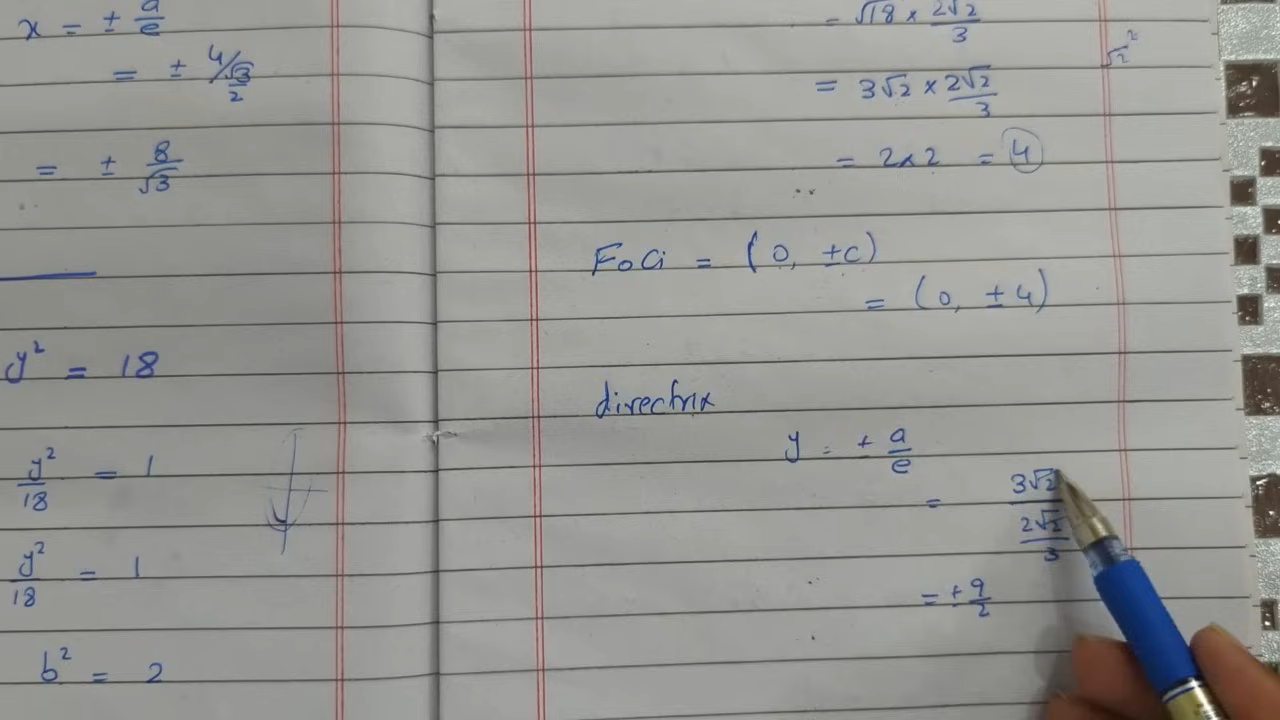 x = ± a/e
= ± 4/(√3/2)
= ± 8/√3
y² = 18
y²/18 = 1
y²/18 = 1
b² = 2
= √18 × 2√2/3
√2²
= 3√2 × 2√2/3
= 2×2 = 4
Foci = (0, ±c)
= (0, ±4)
directrix
y = ± a/e
= 3√2/(2√2/3)
= ± 9/2